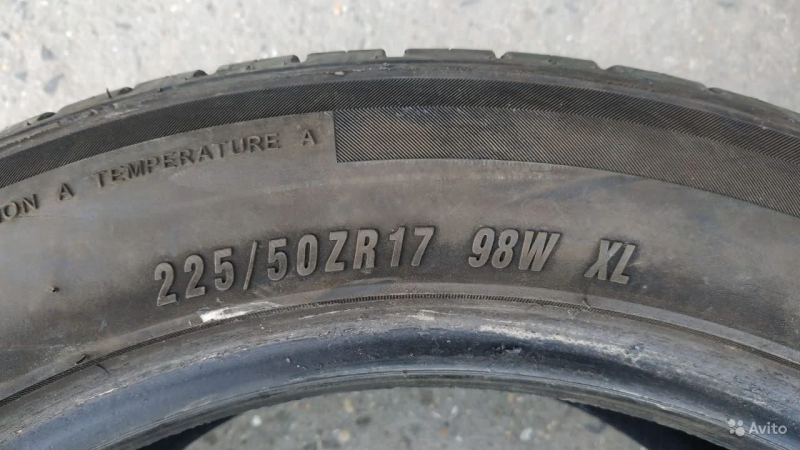 ON A TEMPERATURE A
225/50ZR17 98W XL
Avito